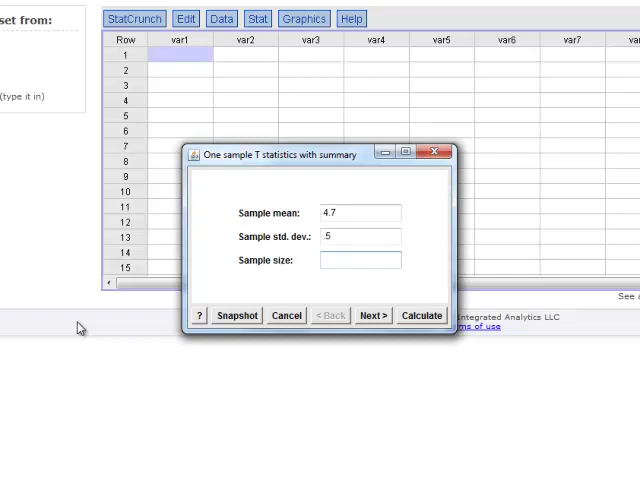 set from:
(type it in)
StatCrunch Edit Data Stat Graphics Help
Row var1 var2 var3 var4 var5 var6 var7
1
2
3
4
5
6
7
8
9
10
11
12
13
14
15
One sample T statistics with summary
Sample mean: 4.7
Sample std. dev.: .5
Sample size:
? Snapshot Cancel < Back Next > Calculate
See
Integrated Analytics LLC
of use